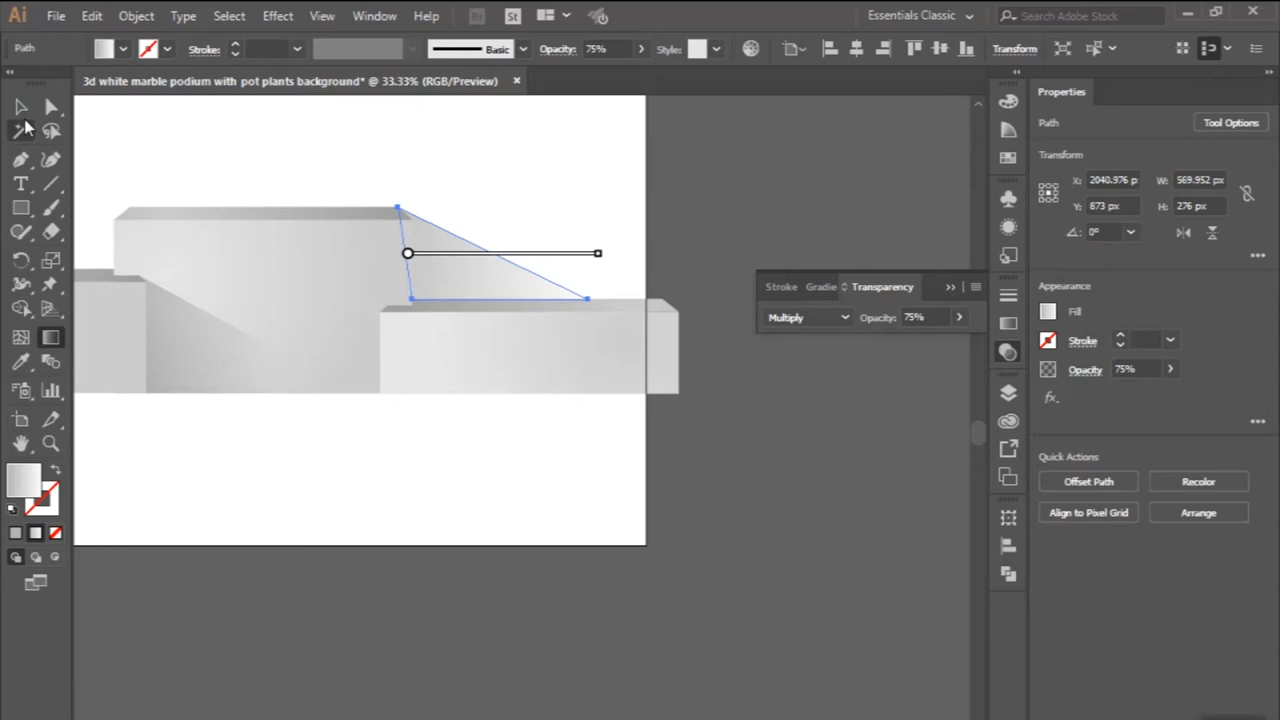 Ai File Edit Object Type Select Effect View Window Help Br St Essentials Classic Search Adobe Stock
Path Stroke: Basic Opacity: 75% Style: Transform
3d white marble podium with pot plants background* @ 33.33% (RGB/Preview) ×
Properties
Path Tool Options
Transform
X: 2040.976 p W: 569.952 px
Y: 873 px H: 276 px
0°
Stroke Gradie Transparency
Multiply Opacity: 75%
Appearance
Fill
Stroke
Opacity 75%
fx.
Quick Actions
Offset Path Recolor
Align to Pixel Grid Arrange